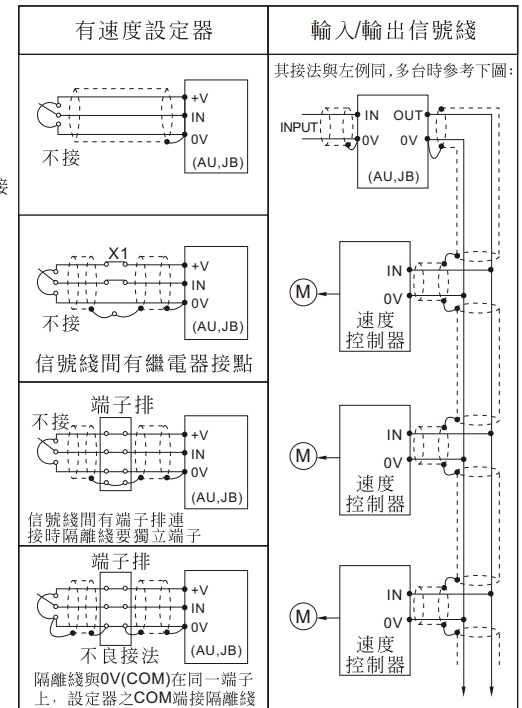 有速度設定器
+V
IN
0V
不接
(AU,JB)
接
X1
+V
IN
0V
不接
(AU,JB)
信號綫間有繼電器接點
端子排
不接
+V
IN
0V
(AU,JB)
信號綫間有端子排連
接時隔離綫要獨立端子
端子排
+V
IN
0V
不良接法
(AU,JB)
隔離綫與0V(COM)在同一端子
上，設定器之COM端接隔離綫
輸入/輸出信號綫
其接法與左例同,多台時參考下圖:
INPUT
IN OUT
0V 0V
(AU,JB)
IN
M
0V
速度
控制器
IN
M
0V
速度
控制器
IN
M
0V
速度
控制器